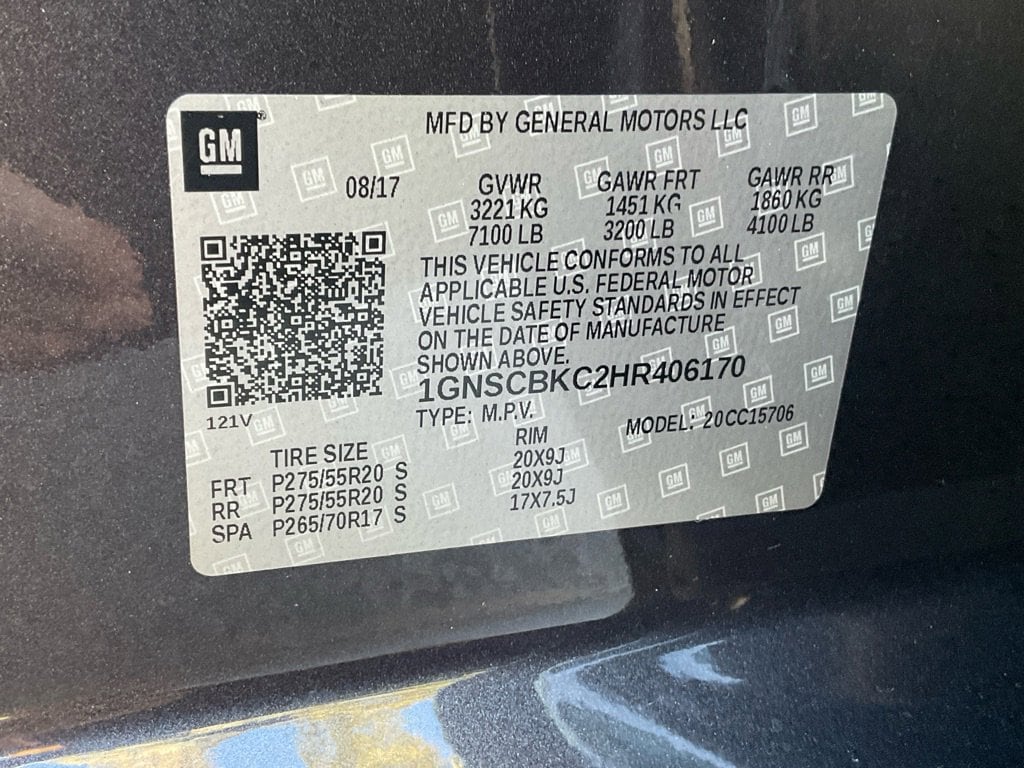 GM
MFD BY GENERAL MOTORS LLC
08/17
GVWR GAWR FRT GAWR RR
3221 KG 1451 KG 1860 KG
7100 LB 3200 LB 4100 LB
THIS VEHICLE CONFORMS TO ALL
APPLICABLE U.S. FEDERAL MOTOR
VEHICLE SAFETY STANDARDS IN EFFECT
ON THE DATE OF MANUFACTURE
SHOWN ABOVE.
1GNSCBKC2HR406170
TYPE: M.P.V. MODEL: 20CC15706
121V
TIRE SIZE RIM
FRT P275/55R20 S 20X9J
RR P275/55R20 S 20X9J
SPA P265/70R17 S 17X7.5J